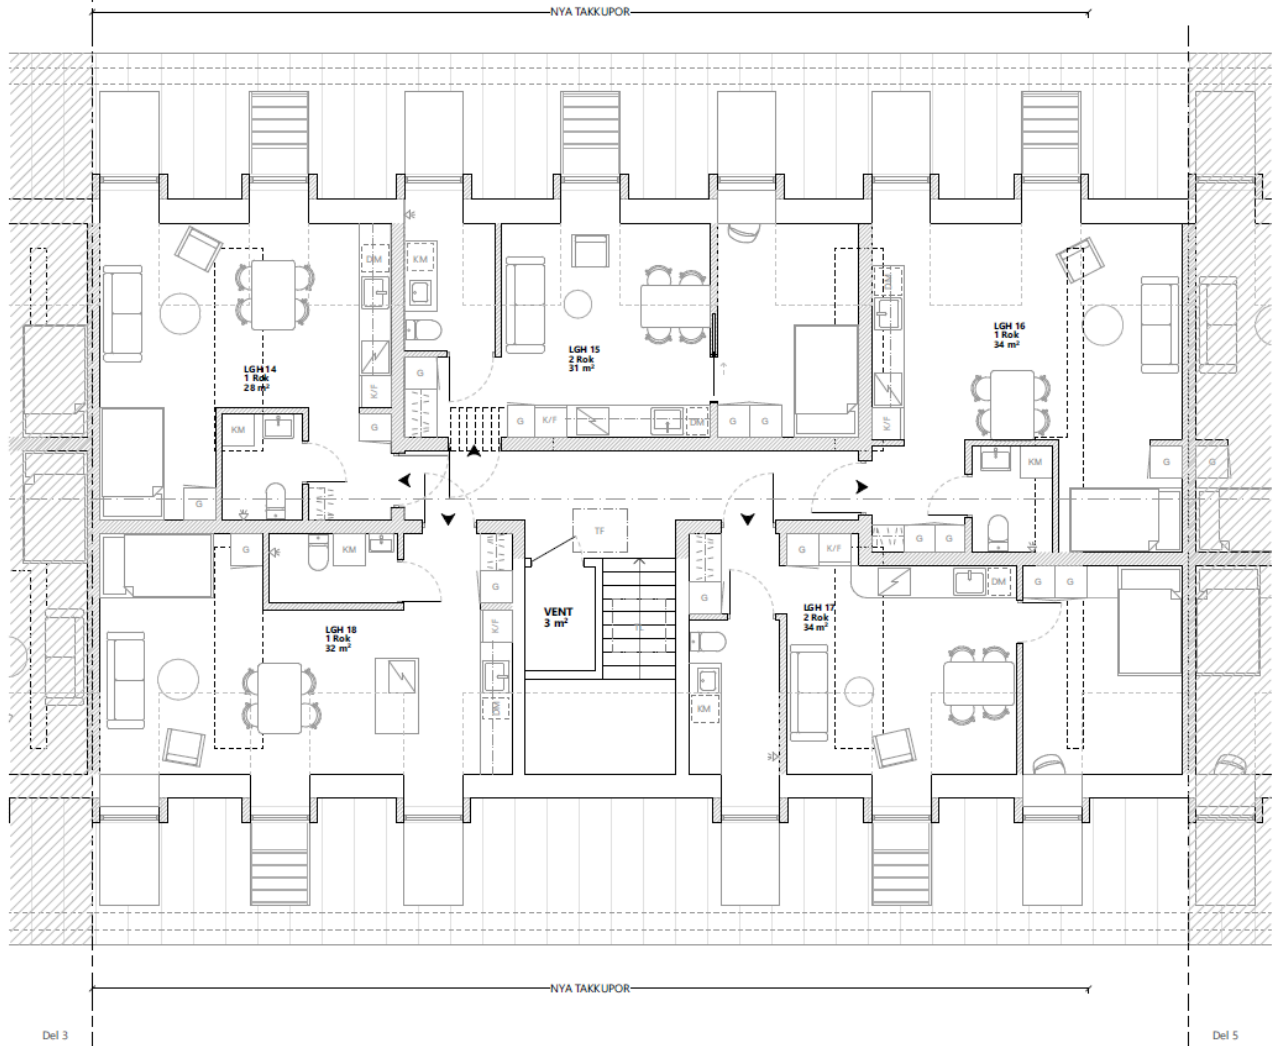 NYA TAKKUPOR
DM
KM
LGH 14
1 Rok
28 m²
K/F
G
KM
G
G
LGH 15
2 Rok
31 m²
G
K/F
DM
G
G
DM
LGH 16
1 Rok
34 m²
K/F
KM
G
G
G
G
TF
G
KM
G
K/F
LGH 18
1 Rok
32 m²
DM
VENT
3 m²
G
KM
G
K/F
LGH 17
2 Rok
34 m²
DM
G
G
NYA TAKKUPOR
Del 3
Del 5